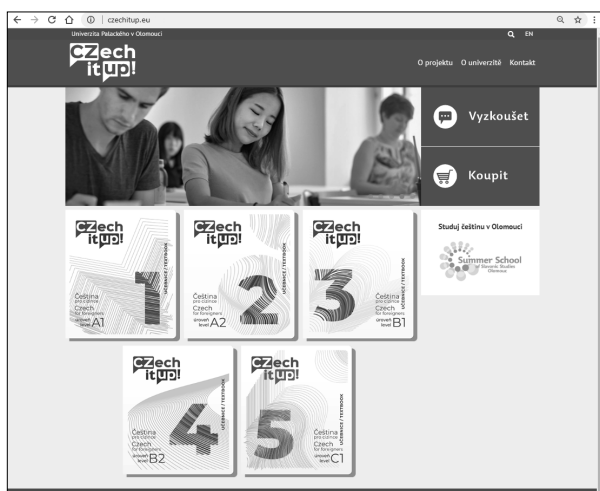 czechitup.eu
Univerzita Palackého v Olomouci
EN
CZech
it up!
O projektu O univerzitě Kontakt
Vyzkoušet
Koupit
CZech
it up!
1
UČEBNICE / TEXTBOOK
Čeština
pro cizince
Czech
for foreigners
úroveň
level A1
CZech
it up!
2
UČEBNICE / TEXTBOOK
Čeština
pro cizince
Czech
for foreigners
úroveň
level A2
CZech
it up!
3
UČEBNICE / TEXTBOOK
Čeština
pro cizince
Czech
for foreigners
úroveň
level B1
Studuj češtinu v Olomouci
Summer School
of Slavonic Studies
Olomouc
CZech
it up!
4
UČEBNICE / TEXTBOOK
Čeština
pro cizince
Czech
for foreigners
úroveň
level B2
CZech
it up!
5
UČEBNICE / TEXTBOOK
Čeština
pro cizince
Czech
for foreigners
úroveň
level C1